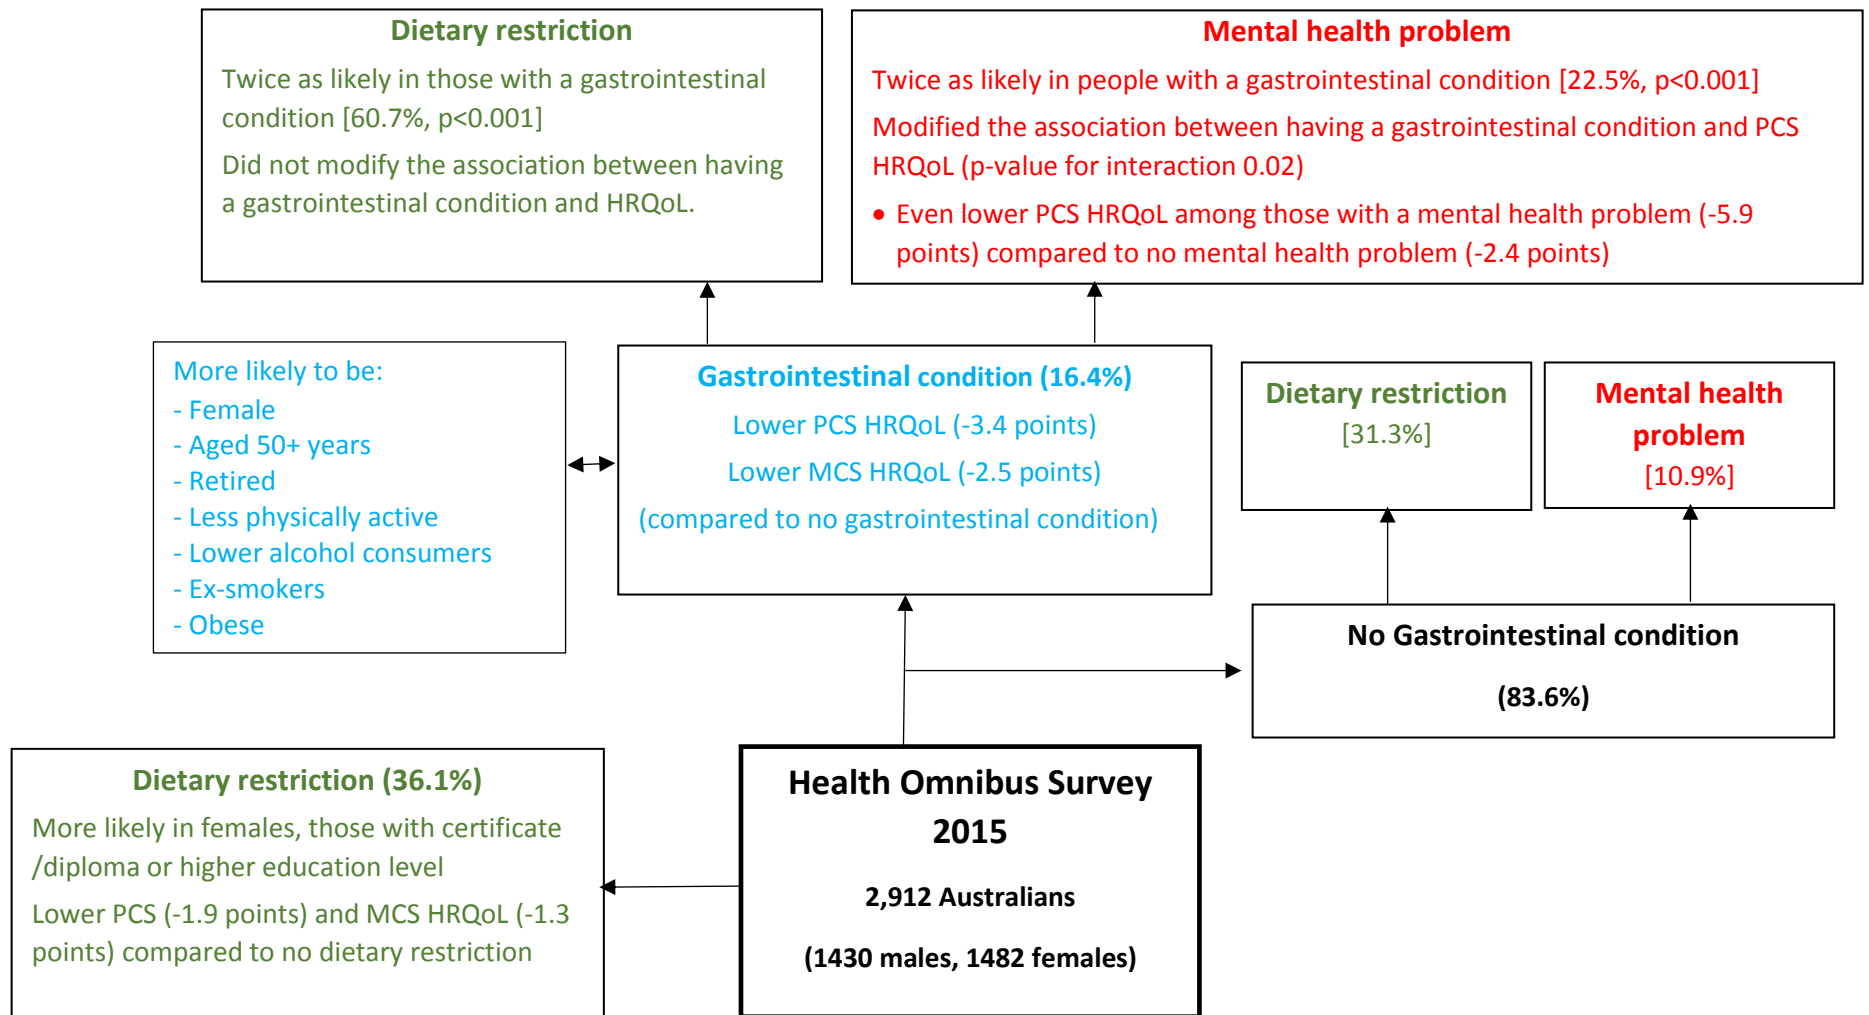 Dietary restriction
Twice as likely in those with a gastrointestinal
condition [60.7%, p<0.001]
Did not modify the association between having
a gastrointestinal condition and HRQoL.
Mental health problem
Twice as likely in people with a gastrointestinal condition [22.5%, p<0.001]
Modified the association between having a gastrointestinal condition and PCS
HRQoL (p-value for interaction 0.02)
• Even lower PCS HRQoL among those with a mental health problem (-5.9
points) compared to no mental health problem (-2.4 points)
More likely to be:
- Female
- Aged 50+ years
- Retired
- Less physically active
- Lower alcohol consumers
- Ex-smokers
- Obese
Gastrointestinal condition (16.4%)
Lower PCS HRQoL (-3.4 points)
Lower MCS HRQoL (-2.5 points)
(compared to no gastrointestinal condition)
Dietary restriction
[31.3%]
Mental health
problem
[10.9%]
No Gastrointestinal condition
(83.6%)
Dietary restriction (36.1%)
More likely in females, those with certificate
/diploma or higher education level
Lower PCS (-1.9 points) and MCS HRQoL (-1.3
points) compared to no dietary restriction
Health Omnibus Survey
2015
2,912 Australians
(1430 males, 1482 females)